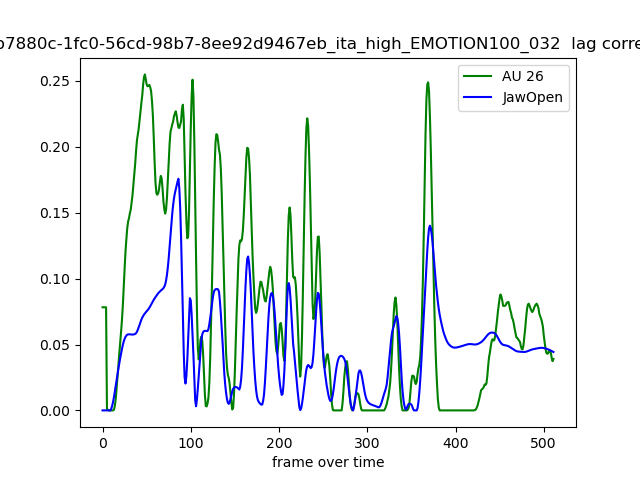 b7880c-1fc0-56cd-98b7-8ee92d9467eb_ita_high_EMOTION100_032 lag corre
AU 26
JawOpen
0.25
0.20
0.15
0.10
0.05
0.00
0 100 200 300 400 500
frame over time